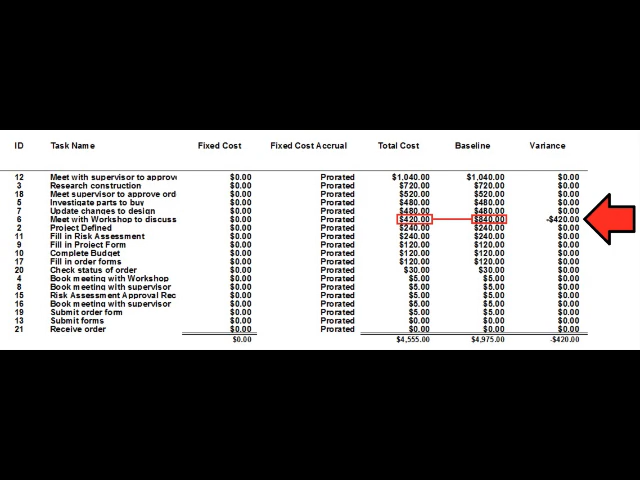 ID Task Name Fixed Cost Fixed Cost Accrual Total Cost Baseline Variance
12 Meet with supervisor to approv $0.00 Prorated $1,040.00 $1,040.00 $0.00
3 Research construction $0.00 Prorated $720.00 $720.00 $0.00
18 Meet supervisor to approve ord $0.00 Prorated $520.00 $520.00 $0.00
5 Investigate parts to buy $0.00 Prorated $480.00 $480.00 $0.00
7 Update changes to design $0.00 Prorated $480.00 $480.00 $0.00
6 Meet with Workshop to discuss $0.00 Prorated $420.00 $840.00 -$420.00
2 Project Defined $0.00 Prorated $240.00 $240.00 $0.00
11 Fill in Risk Assessment $0.00 Prorated $240.00 $240.00 $0.00
9 Fill in Project Form $0.00 Prorated $120.00 $120.00 $0.00
10 Complete Budget $0.00 Prorated $120.00 $120.00 $0.00
17 Fill in order forms $0.00 Prorated $120.00 $120.00 $0.00
20 Check status of order $0.00 Prorated $30.00 $30.00 $0.00
4 Book meeting with Workshop $0.00 Prorated $5.00 $5.00 $0.00
8 Book meeting with supervisor $0.00 Prorated $5.00 $5.00 $0.00
15 Risk Assessment Approval Rec $0.00 Prorated $5.00 $5.00 $0.00
16 Book meeting with supervisor $0.00 Prorated $5.00 $5.00 $0.00
19 Submit order form $0.00 Prorated $5.00 $5.00 $0.00
13 Submit forms $0.00 Prorated $0.00 $0.00 $0.00
21 Receive order $0.00 Prorated $0.00 $0.00 $0.00
$0.00 $4,555.00 $4,975.00 -$420.00